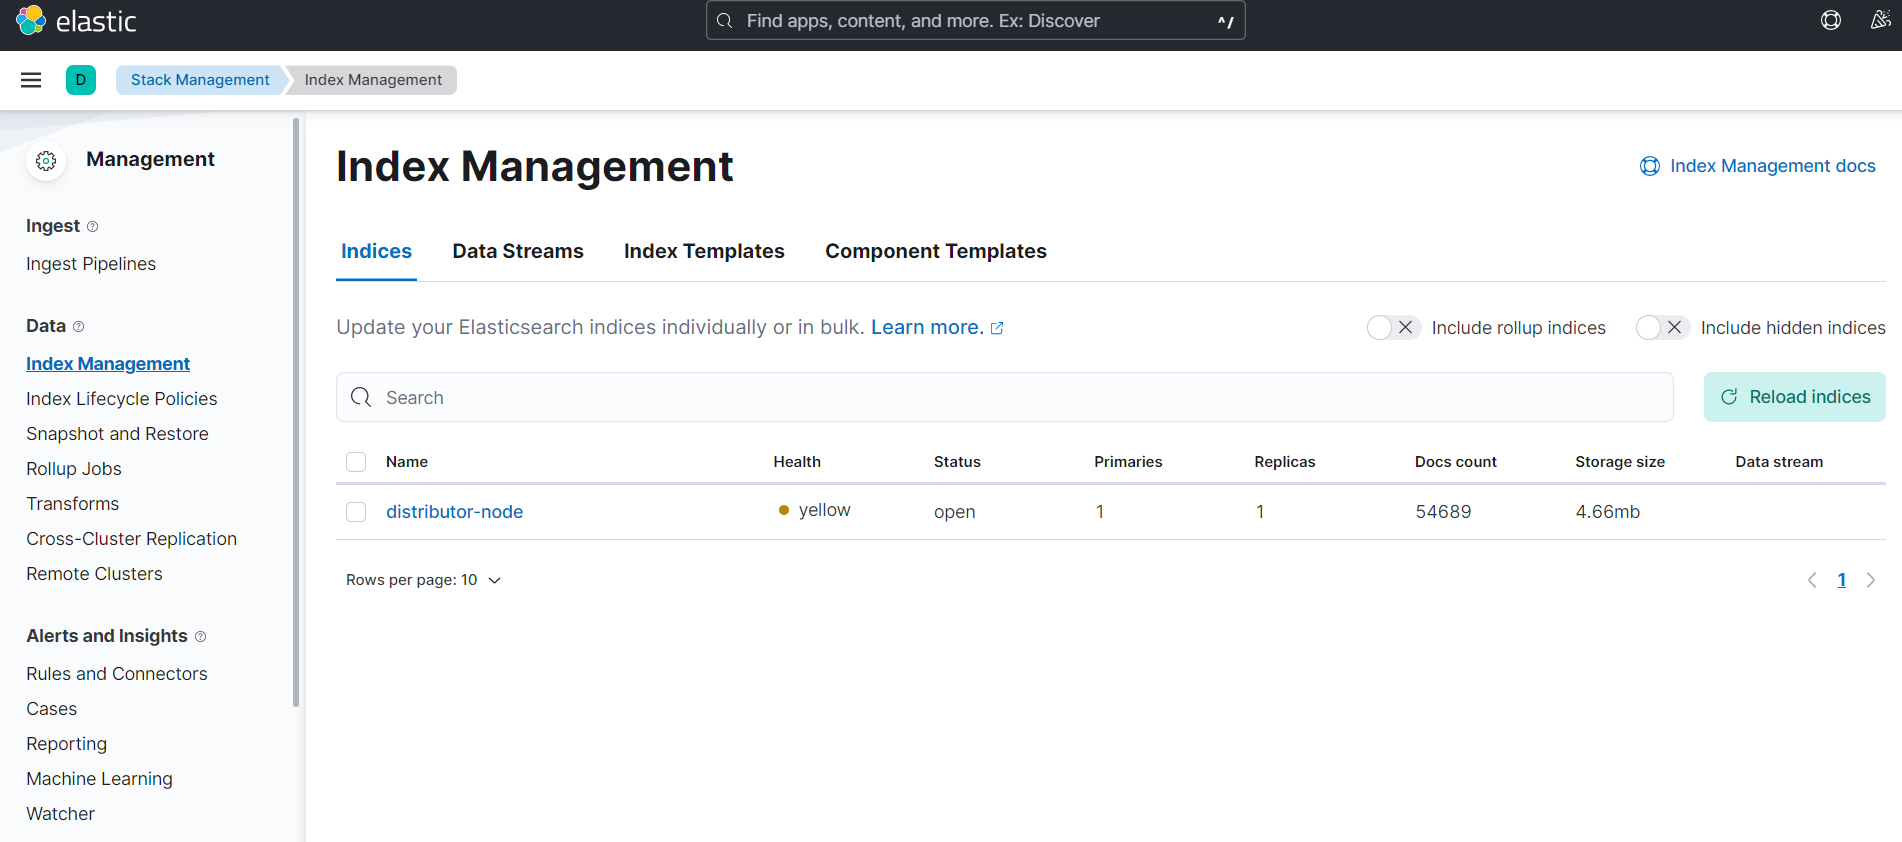 elastic
Find apps, content, and more. Ex: Discover ^/
D Stack Management Index Management
Management
Ingest
Ingest Pipelines
Data
Index Management
Index Lifecycle Policies
Snapshot and Restore
Rollup Jobs
Transforms
Cross-Cluster Replication
Remote Clusters
Alerts and Insights
Rules and Connectors
Cases
Reporting
Machine Learning
Watcher
Index Management
Index Management docs
Indices Data Streams Index Templates Component Templates
Update your Elasticsearch indices individually or in bulk. Learn more.
Include rollup indices Include hidden indices
Search
Reload indices
Name Health Status Primaries Replicas Docs count Storage size Data stream
distributor-node yellow open 1 1 54689 4.66mb
Rows per page: 10
1